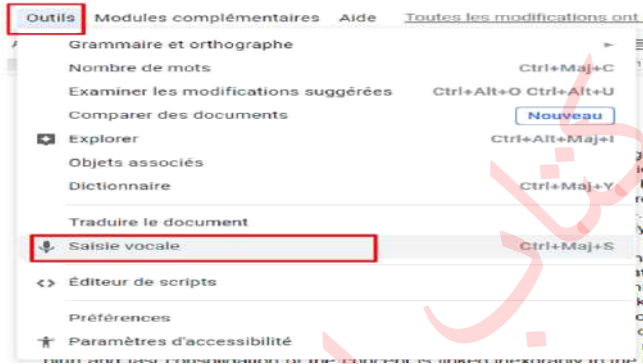 Outils Modules complémentaires Aide Toutes les modifications ont
Grammaire et orthographe
Nombre de mots Ctrl+Maj+C
Examiner les modifications suggérées Ctrl+Alt+O Ctrl+Alt+U
Comparer des documents Nouveau
Explorer Ctrl+Alt+Maj+I
Objets associés
Dictionnaire Ctrl+Maj+Y
Traduire le document
Saisie vocale Ctrl+Maj+S
Éditeur de scripts
Préférences
Paramètres d'accessibilité